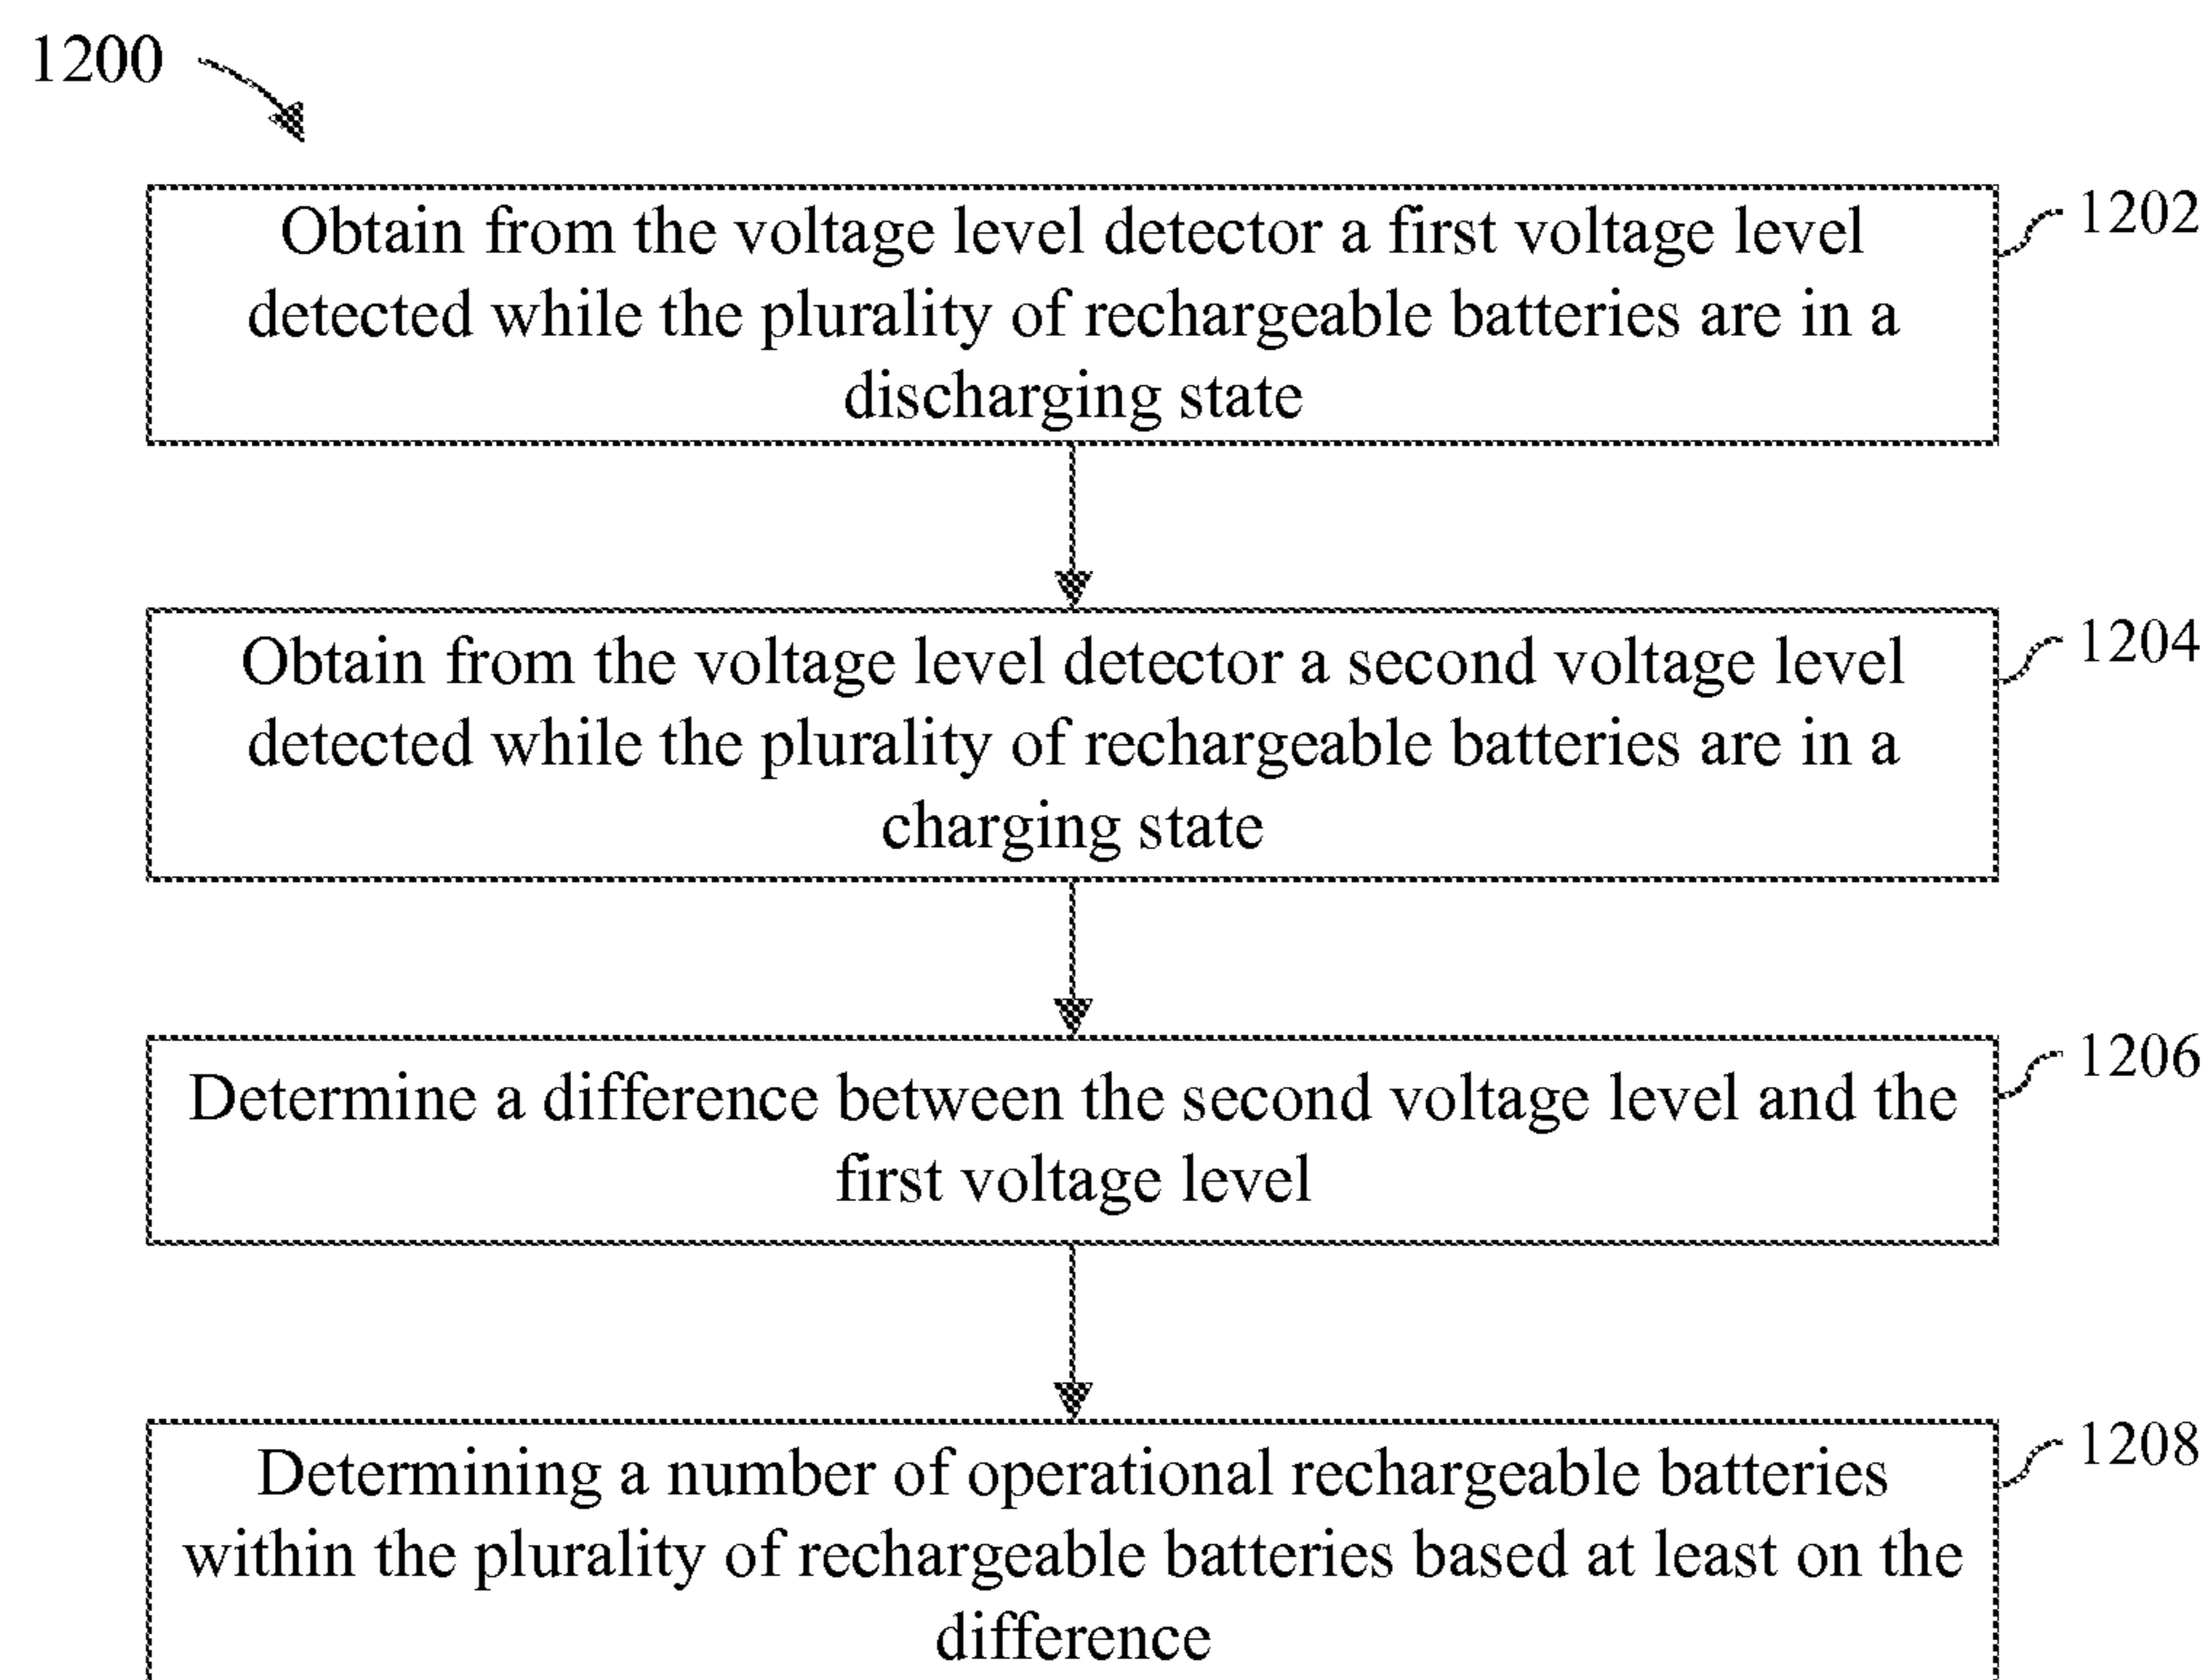 1200
Obtain from the voltage level detector a first voltage level
detected while the plurality of rechargeable batteries are in a
discharging state
1202
Obtain from the voltage level detector a second voltage level
detected while the plurality of rechargeable batteries are in a
charging state
1204
Determine a difference between the second voltage level and the
first voltage level
1206
Determining a number of operational rechargeable batteries
within the plurality of rechargeable batteries based at least on the
difference
1208